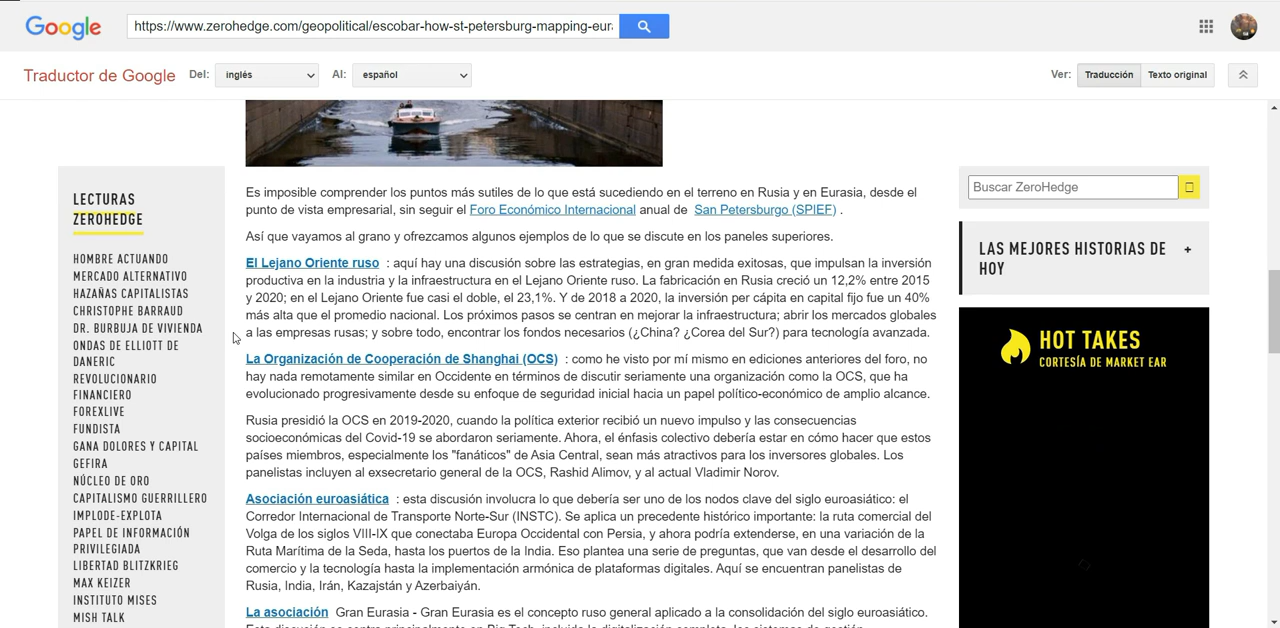 Google
https://www.zerohedge.com/geopolitical/escobar-how-st-petersburg-mapping-eur
Traductor de Google Del: inglés Al: español Ver: Traducción Texto original
LECTURAS
ZEROHEDGE
HOMBRE ACTUANDO
MERCADO ALTERNATIVO
HAZAÑAS CAPITALISTAS
CHRISTOPHE BARRAUD
DR. BURBUJA DE VIVIENDA
ONDAS DE ELLIOTT DE
DANERIC
REVOLUCIONARIO
FINANCIERO
FOREXLIVE
FUNDISTA
GANA DOLORES Y CAPITAL
GEFIRA
NÚCLEO DE ORO
CAPITALISMO GUERRILLERO
IMPLODE-EXPLOTA
PAPEL DE INFORMACIÓN
PRIVILEGIADA
LIBERTAD BLITZKRIEG
MAX KEIZER
INSTITUTO MISES
MISH TALK
Es imposible comprender los puntos más sutiles de lo que está sucediendo en el terreno en Rusia y en Eurasia, desde el
punto de vista empresarial, sin seguir el Foro Económico Internacional anual de San Petersburgo (SPIEF) .
Así que vayamos al grano y ofrezcamos algunos ejemplos de lo que se discute en los paneles superiores.
El Lejano Oriente ruso : aquí hay una discusión sobre las estrategias, en gran medida exitosas, que impulsan la inversión
productiva en la industria y la infraestructura en el Lejano Oriente ruso. La fabricación en Rusia creció un 12,2% entre 2015
y 2020; en el Lejano Oriente fue casi el doble, el 23,1%. Y de 2018 a 2020, la inversión per cápita en capital fijo fue un 40%
más alta que el promedio nacional. Los próximos pasos se centran en mejorar la infraestructura; abrir los mercados globales
a las empresas rusas; y sobre todo, encontrar los fondos necesarios (¿China? ¿Corea del Sur?) para tecnología avanzada.
La Organización de Cooperación de Shanghai (OCS) : como he visto por mí mismo en ediciones anteriores del foro, no
hay nada remotamente similar en Occidente en términos de discutir seriamente una organización como la OCS, que ha
evolucionado progresivamente desde su enfoque de seguridad inicial hacia un papel político-económico de amplio alcance.
Rusia presidió la OCS en 2019-2020, cuando la política exterior recibió un nuevo impulso y las consecuencias
socioeconómicas del Covid-19 se abordaron seriamente. Ahora, el énfasis colectivo debería estar en cómo hacer que estos
países miembros, especialmente los "fanáticos" de Asia Central, sean más atractivos para los inversores globales. Los
panelistas incluyen al exsecretario general de la OCS, Rashid Alimov, y al actual Vladimir Norov.
Asociación euroasiática : esta discusión involucra lo que debería ser uno de los nodos clave del siglo euroasiático: el
Corredor Internacional de Transporte Norte-Sur (INSTC). Se aplica un precedente histórico importante: la ruta comercial del
Volga de los siglos VIII-IX que conectaba Europa Occidental con Persia, y ahora podría extenderse, en una variación de la
Ruta Marítima de la Seda, hasta los puertos de la India. Eso plantea una serie de preguntas, que van desde el desarrollo del
comercio y la tecnología hasta la implementación armónica de plataformas digitales. Aquí se encuentran panelistas de
Rusia, India, Irán, Kazajstán y Azerbaiyán.
La asociación Gran Eurasia - Gran Eurasia es el concepto ruso general aplicado a la consolidación del siglo euroasiático.
Buscar ZeroHedge
LAS MEJORES HISTORIAS DE
HOY +
HOT TAKES
CORTESÍA DE MARKET EAR